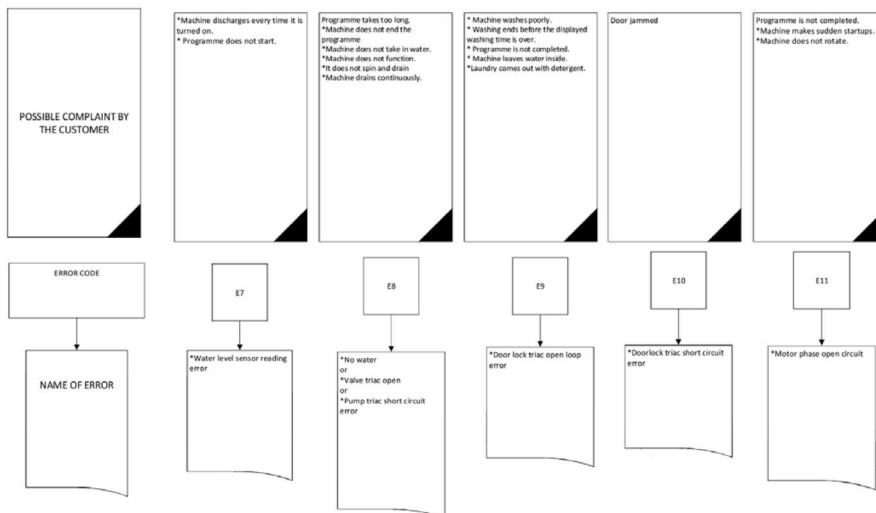 POSSIBLE COMPLAINT BY
THE CUSTOMER
*Machine discharges every time it is
turned on.
* Programme does not start.
Programme takes too long.
*Machine does not end the
programme
*Machine does not take in water.
*Machine does not function.
*It does not spin and drain
*Machine drains continuously.
* Machine washes poorly.
* Washing ends before the displayed
washing time is over.
* Programme is not completed.
* Machine leaves water inside.
*Laundry comes out with detergent.
Door jammed
Programme is not completed.
*Machine makes sudden startups.
*Machine does not rotate.
ERROR CODE
E7
E8
E9
E10
E11
NAME OF ERROR
*Water level sensor reading
error
*No water
or
*Valve triac open
or
*Pump triac short circuit
error
*Door lock triac open loop
error
*Doorlock triac short circuit
error
*Motor phase open circuit